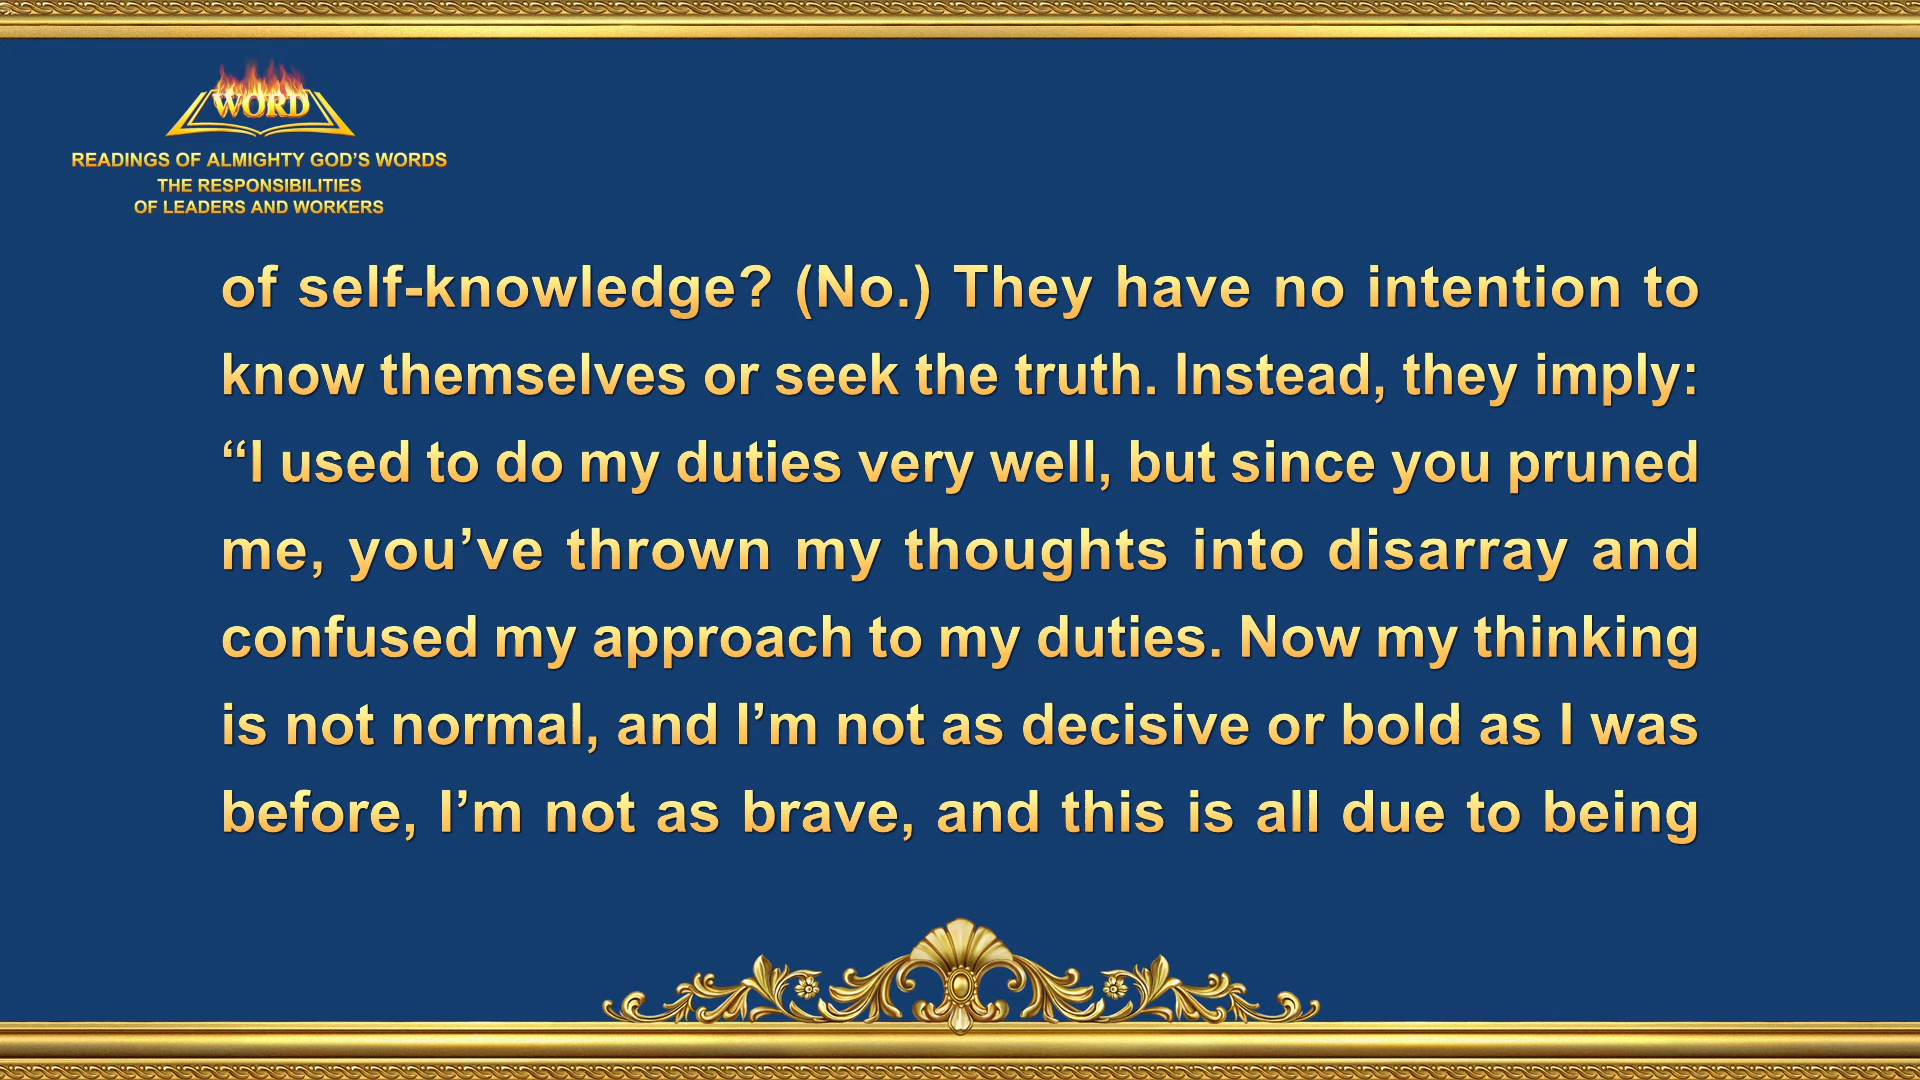 WORD
READINGS OF ALMIGHTY GOD’S WORDS
THE RESPONSIBILITIES
OF LEADERS AND WORKERS
of self-knowledge? (No.) They have no intention to
know themselves or seek the truth. Instead, they imply:
“I used to do my duties very well, but since you pruned
me, you’ve thrown my thoughts into disarray and
confused my approach to my duties. Now my thinking
is not normal, and I’m not as decisive or bold as I was
before, I’m not as brave, and this is all due to being